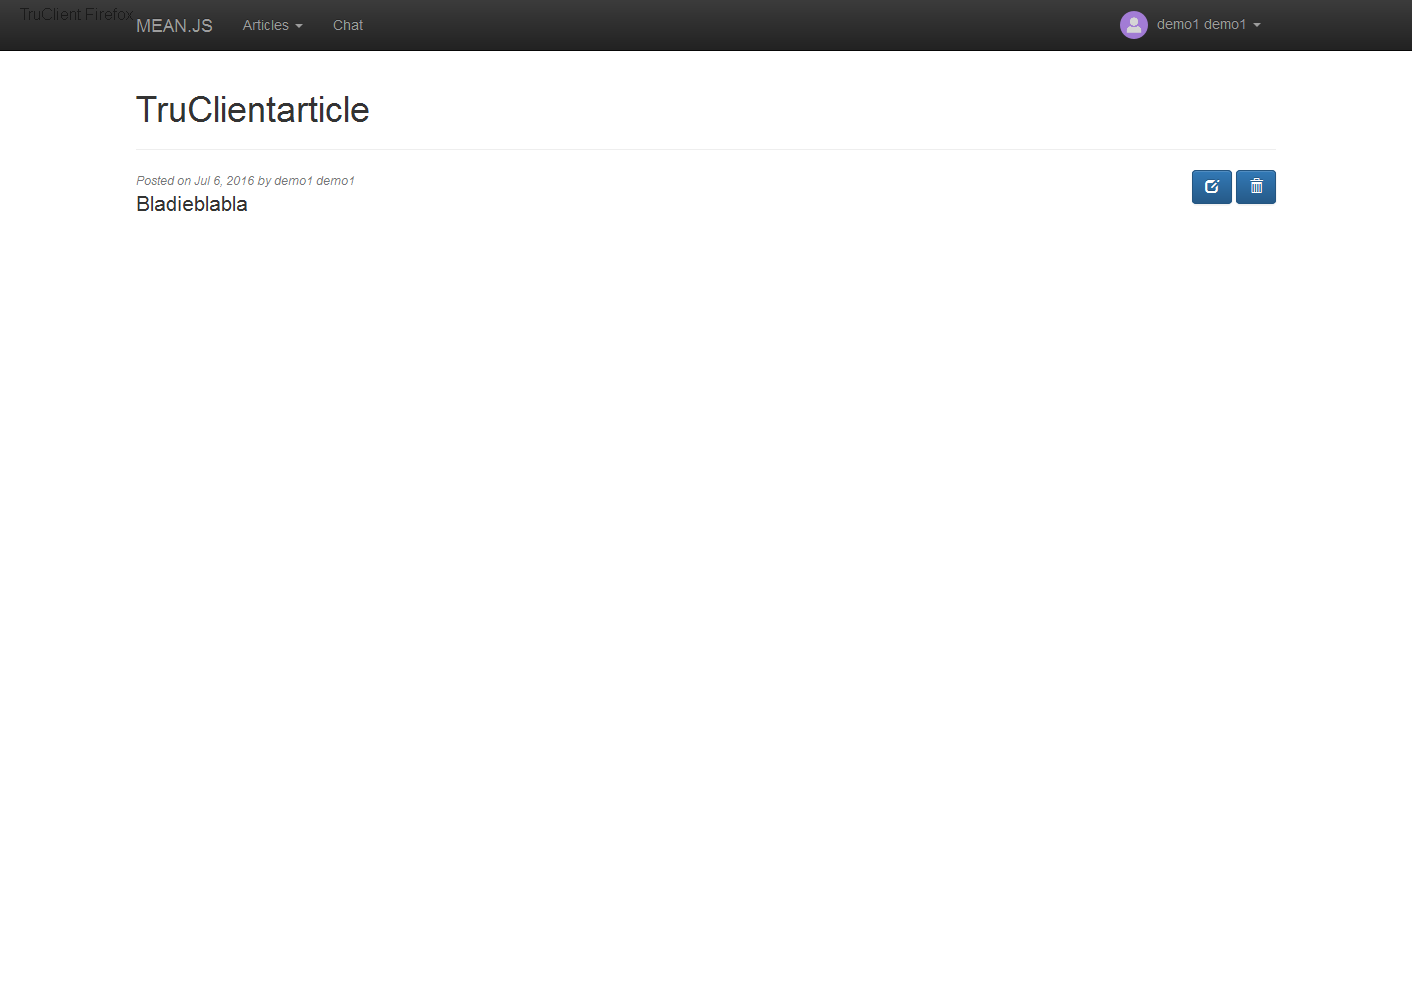 TruClient Firefox
MEAN.JS Articles Chat demo1 demo1
TruClientarticle
Posted on Jul 6, 2016 by demo1 demo1
Bladieblabla